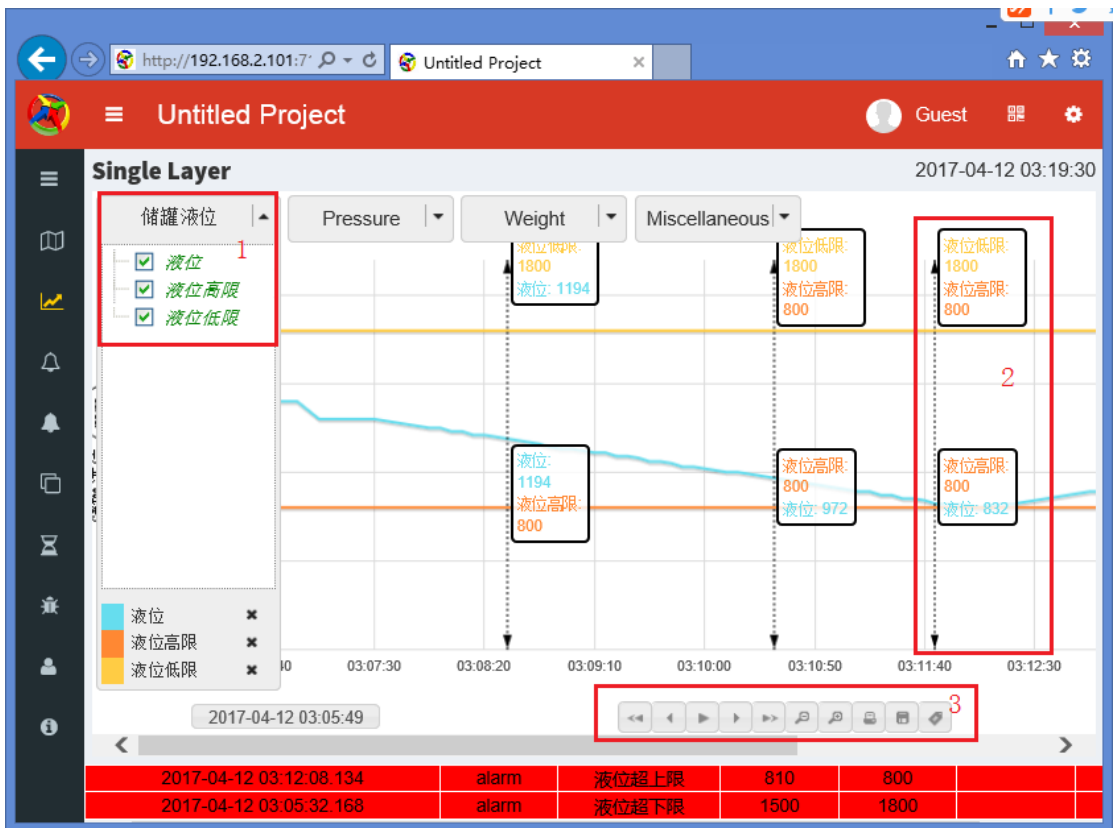 http://192.168.2.101:7
Untitled Project
Untitled Project
Guest
Single Layer
2017-04-12 03:19:30
储罐液位
Pressure
Weight
Miscellaneous
1
液位
液位高限
液位低限
液位低限:
1800
液位: 1194
液位低限:
1800
液位高限:
800
液位低限:
1800
液位高限:
800
2
液位:
1194
液位高限:
800
液位高限:
800
液位: 972
液位高限:
800
液位: 832
液位
液位高限
液位低限
03:07:30
03:08:20
03:09:10
03:10:00
03:10:50
03:11:40
03:12:30
2017-04-12 03:05:49
3
2017-04-12 03:12:08.134 alarm 液位超上限 810 800
2017-04-12 03:05:32.168 alarm 液位超下限 1500 1800